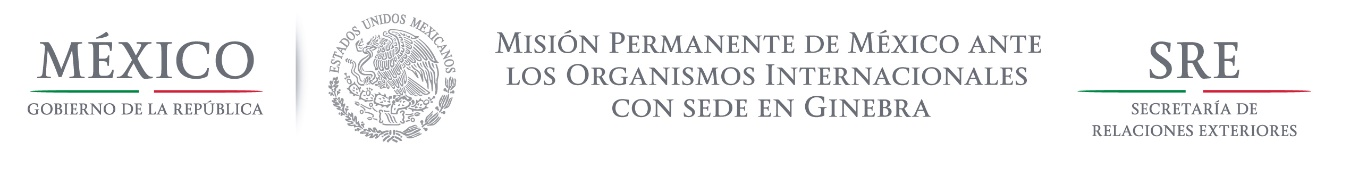 MÉXICO
GOBIERNO DE LA REPÚBLICA
ESTADOS UNIDOS MEXICANOS
MISIÓN PERMANENTE DE MÉXICO ANTE
LOS ORGANISMOS INTERNACIONALES
CON SEDE EN GINEBRA
SRE
SECRETARÍA DE
RELACIONES EXTERIORES